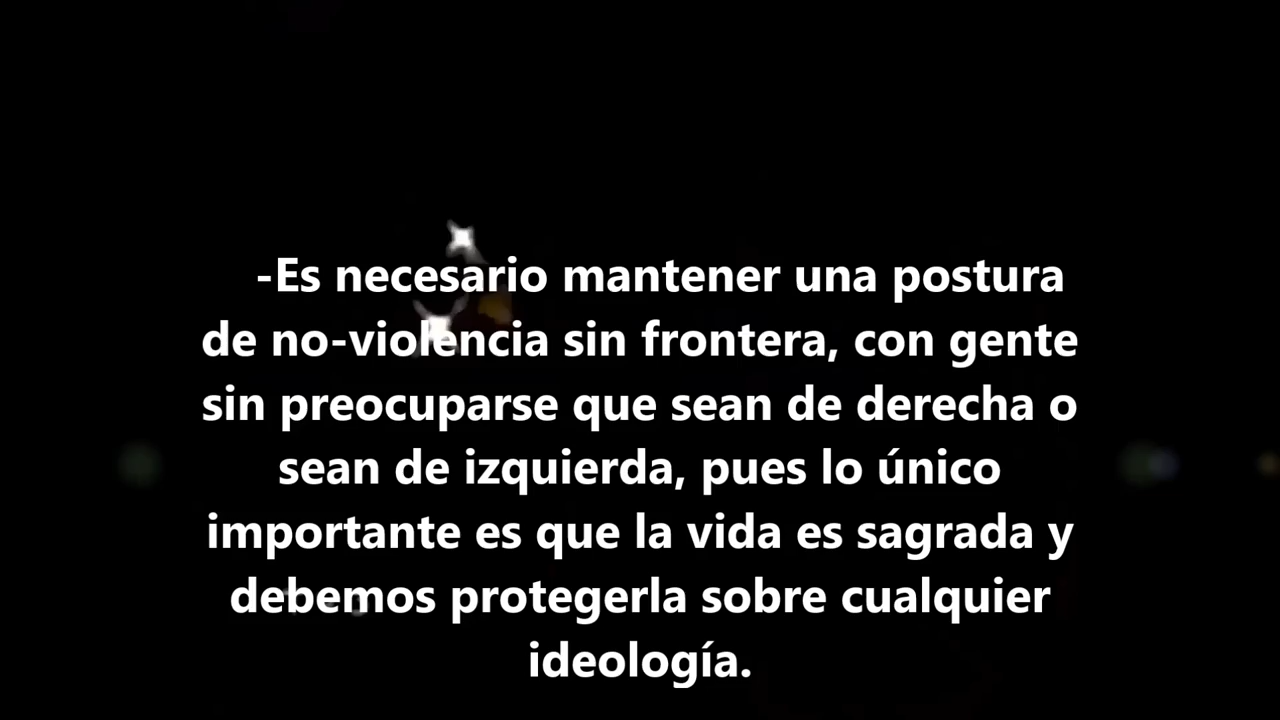 -Es necesario mantener una postura
de no-violencia sin frontera, con gente
sin preocuparse que sean de derecha o
sean de izquierda, pues lo único
importante es que la vida es sagrada y
debemos protegerla sobre cualquier
ideología.